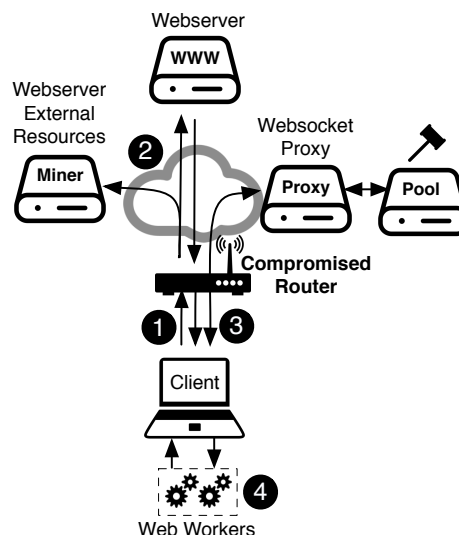 Webserver
WWW
Webserver
External
Resources
Miner
2
Websocket
Proxy
Proxy
Pool
Compromised
Router
1
3
Client
4
Web Workers